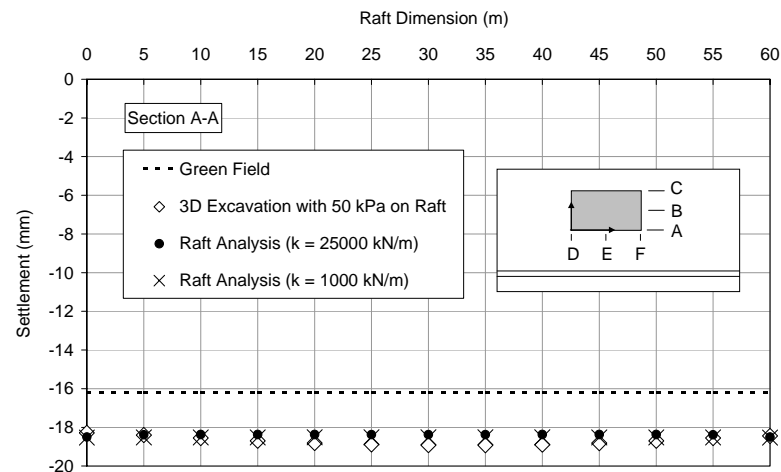 Raft Dimension (m)
0 5 10 15 20 25 30 35 40 45 50 55 60
0
-2
-4
-6
-8
-10
-12
-14
-16
-18
-20
Settlement (mm)
Section A-A
Green Field
3D Excavation with 50 kPa on Raft
Raft Analysis (k = 25000 kN/m)
Raft Analysis (k = 1000 kN/m)
C
B
A
D E F